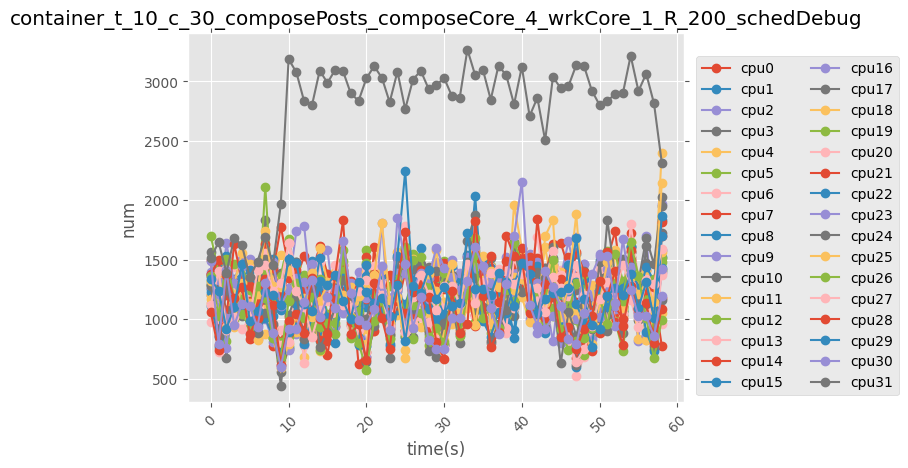 container_t_10_c_30_composePosts_composeCore_4_wrkCore_1_R_200_schedDebug
num
3000
2500
2000
1500
1000
500
0
10
20
30
40
50
60
time(s)
cpu0
cpu1
cpu2
cpu3
cpu4
cpu5
cpu6
cpu7
cpu8
cpu9
cpu10
cpu11
cpu12
cpu13
cpu14
cpu15
cpu16
cpu17
cpu18
cpu19
cpu20
cpu21
cpu22
cpu23
cpu24
cpu25
cpu26
cpu27
cpu28
cpu29
cpu30
cpu31